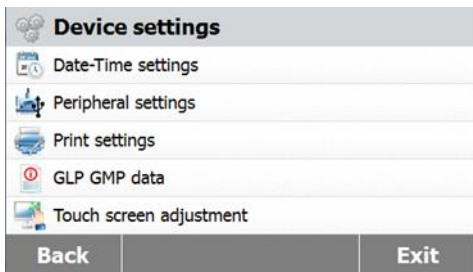 Device settings
Date-Time settings
Peripheral settings
Print settings
GLP GMP data
Touch screen adjustment
Back Exit